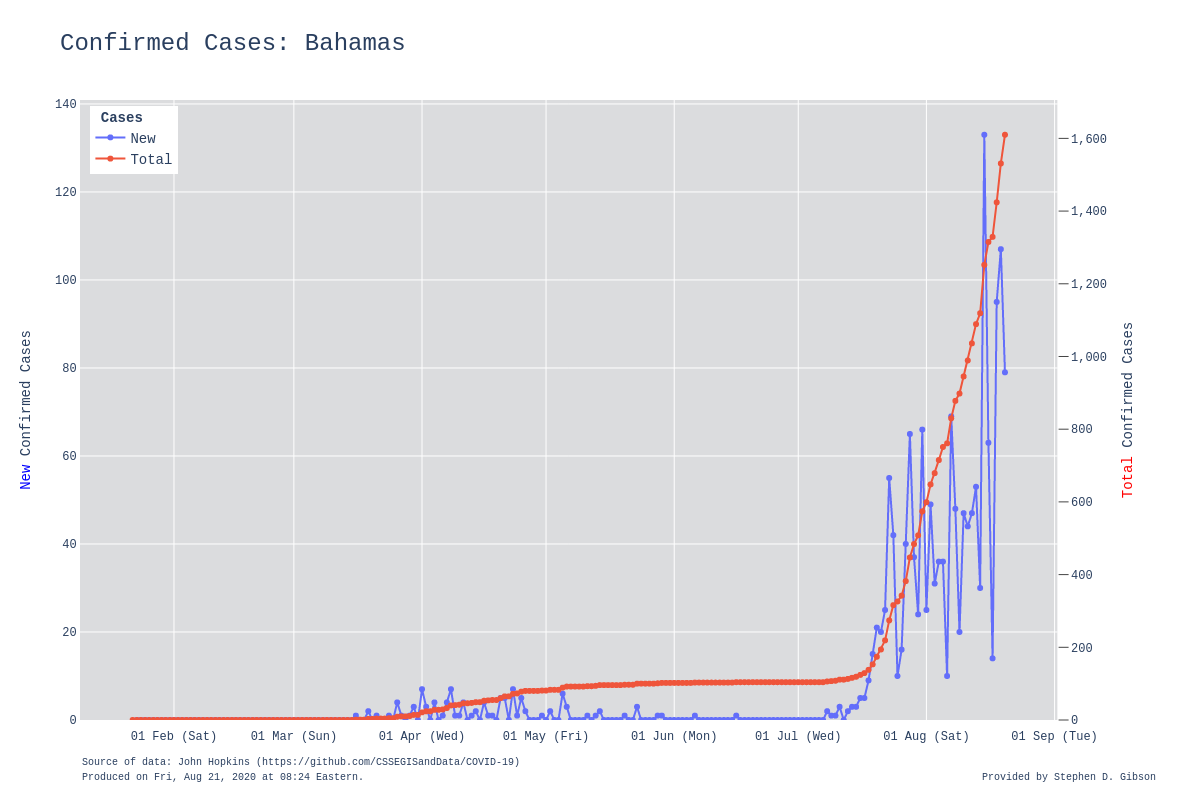 Confirmed Cases: Bahamas
Cases
New
Total
140
120
100
80
60
40
20
0
1,600
1,400
1,200
1,000
800
600
400
200
0
New Confirmed Cases
Total Confirmed Cases
01 Feb (Sat) 01 Mar (Sun) 01 Apr (Wed) 01 May (Fri) 01 Jun (Mon) 01 Jul (Wed) 01 Aug (Sat) 01 Sep (Tue)
Source of data: John Hopkins (https://github.com/CSSEGISandData/COVID-19)
Produced on Fri, Aug 21, 2020 at 08:24 Eastern.
Provided by Stephen D. Gibson